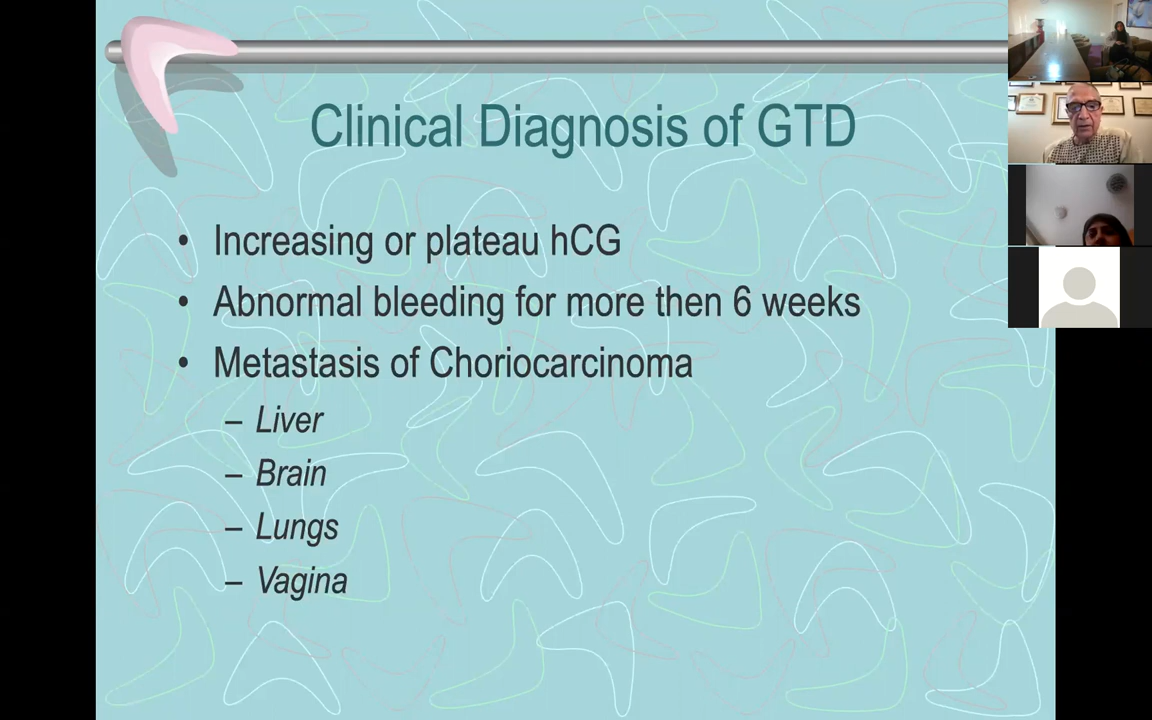 Clinical Diagnosis of GTD
• Increasing or plateau hCG
• Abnormal bleeding for more then 6 weeks
• Metastasis of Choriocarcinoma
– Liver
– Brain
– Lungs
– Vagina